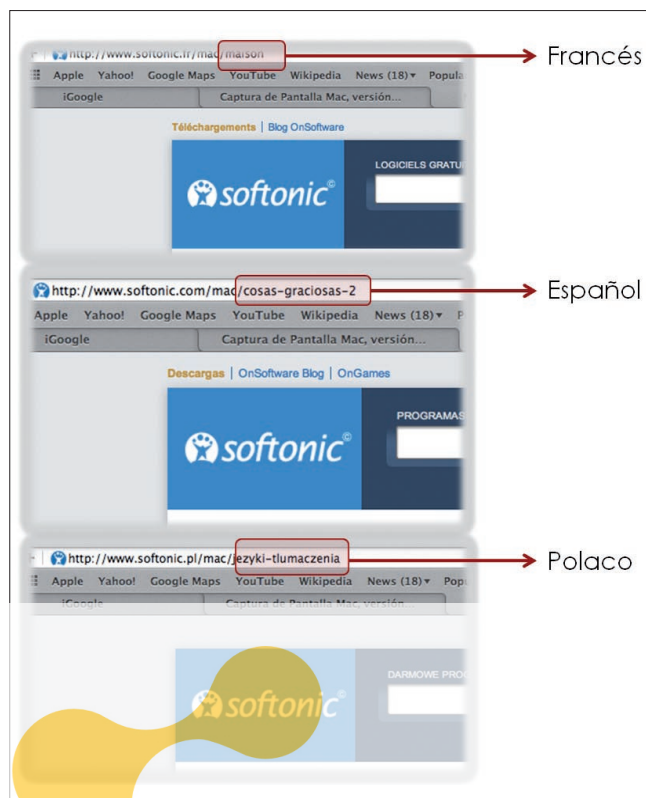 http://www.softonic.fr/mac/maison
Francés
Apple Yahoo! Google Maps YouTube Wikipedia News (18)▾ Popula
iGoogle Captura de Pantalla Mac, versión...
Téléchargements | Blog OnSoftware
LOGICIELS GRATU
softonic©
http://www.softonic.com/mac/cosas-graciosas-2
Español
Apple Yahoo! Google Maps YouTube Wikipedia News (18)▾ P
iGoogle Captura de Pantalla Mac, versión...
Descargas | OnSoftware Blog | OnGames
PROGRAMAS
softonic©
http://www.softonic.pl/mac/jezyki-tlumaczenia
Polaco
Apple Yahoo! Google Maps YouTube Wikipedia News (18)▾ Popu
iGoogle Captura de Pantalla Mac, versión...
DARMOWE PROG
softonic©